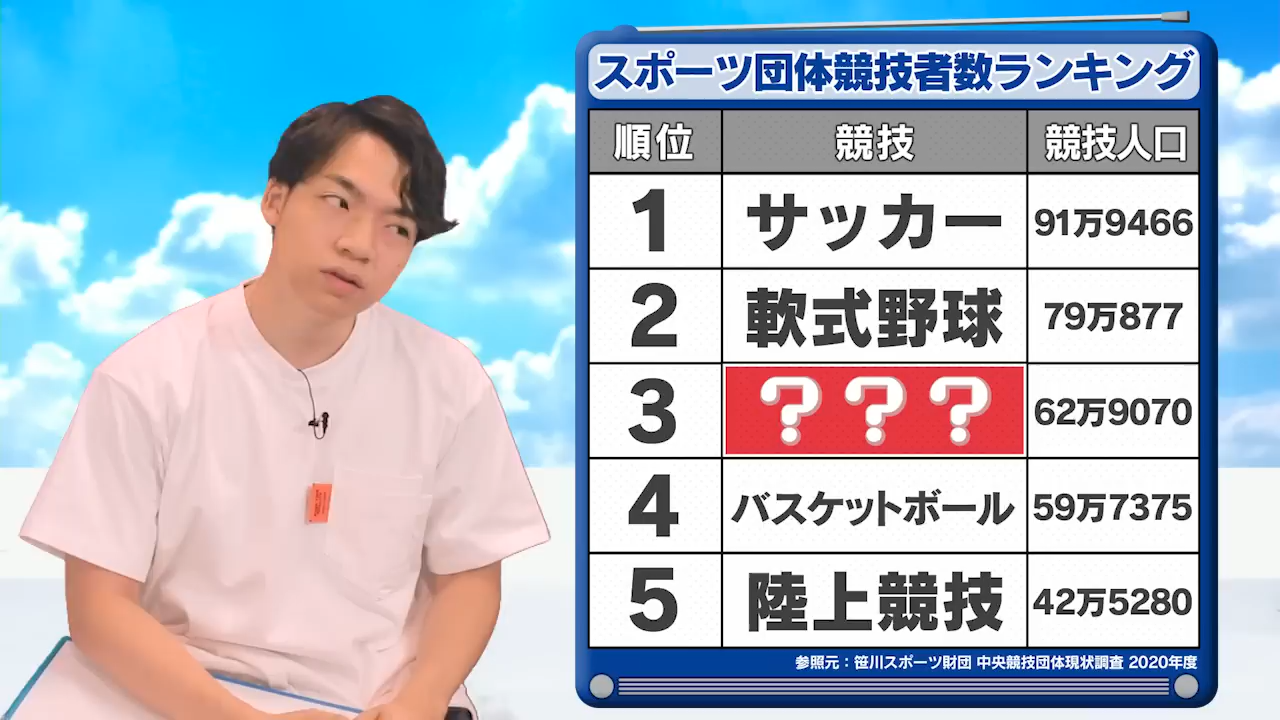 スポーツ団体競技者数ランキング
順位 競技 競技人口
1 サッカー 91万9466
2 軟式野球 79万877
3 ??? 62万9070
4 バスケットボール 59万7375
5 陸上競技 42万5280
参照元：笹川スポーツ財団 中央競技団体現状調査 2020年度